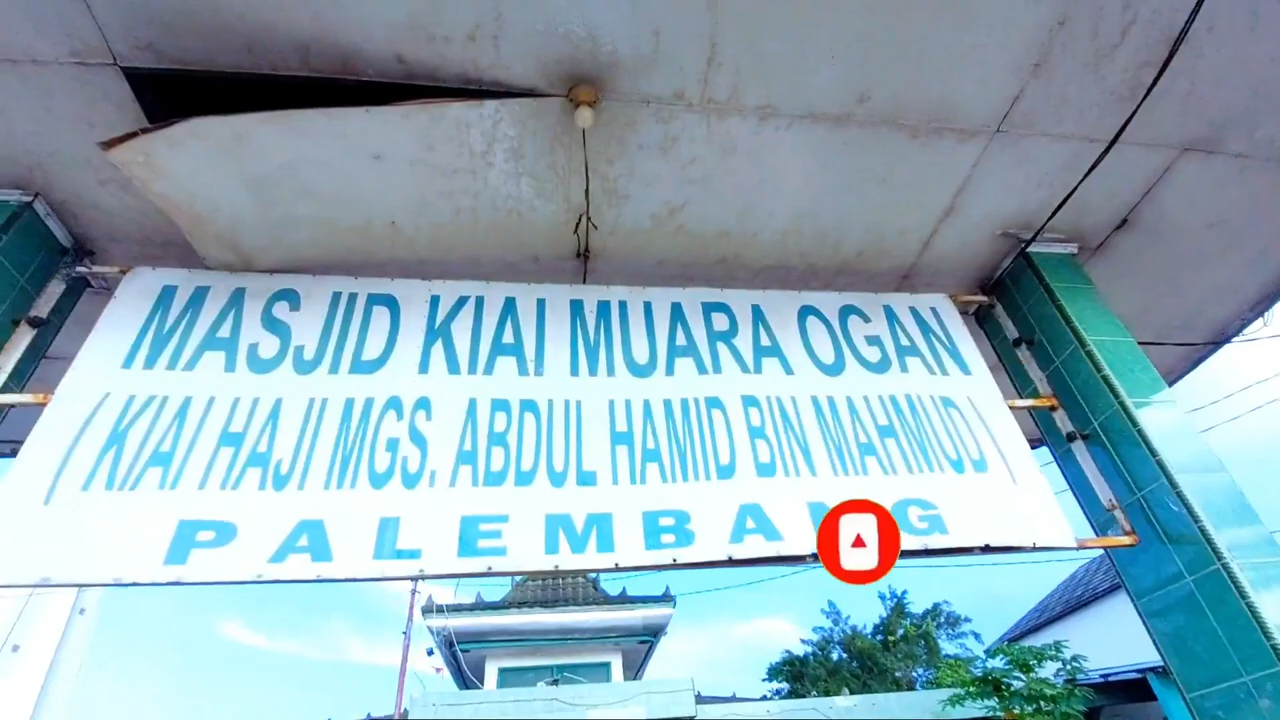 MASJID KIAI MUARA OGAN
( KIAI HAJI MGS. ABDUL HAMID BIN MAHMUD )
PALEMBANG